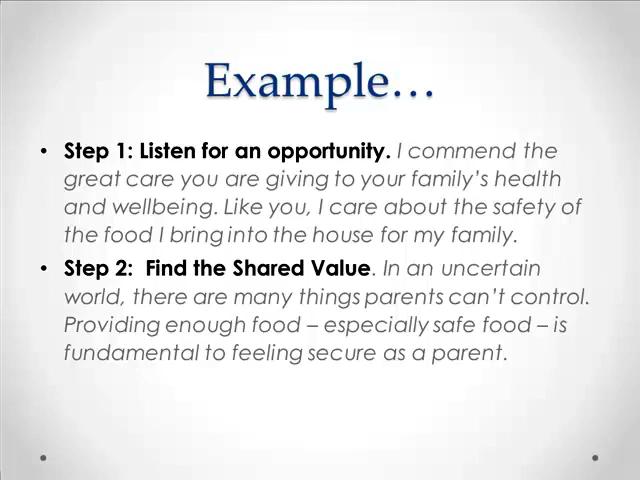 Example…
• Step 1: Listen for an opportunity. I commend the
great care you are giving to your family’s health
and wellbeing. Like you, I care about the safety of
the food I bring into the house for my family.
• Step 2:  Find the Shared Value. In an uncertain
world, there are many things parents can’t control.
Providing enough food – especially safe food – is
fundamental to feeling secure as a parent.